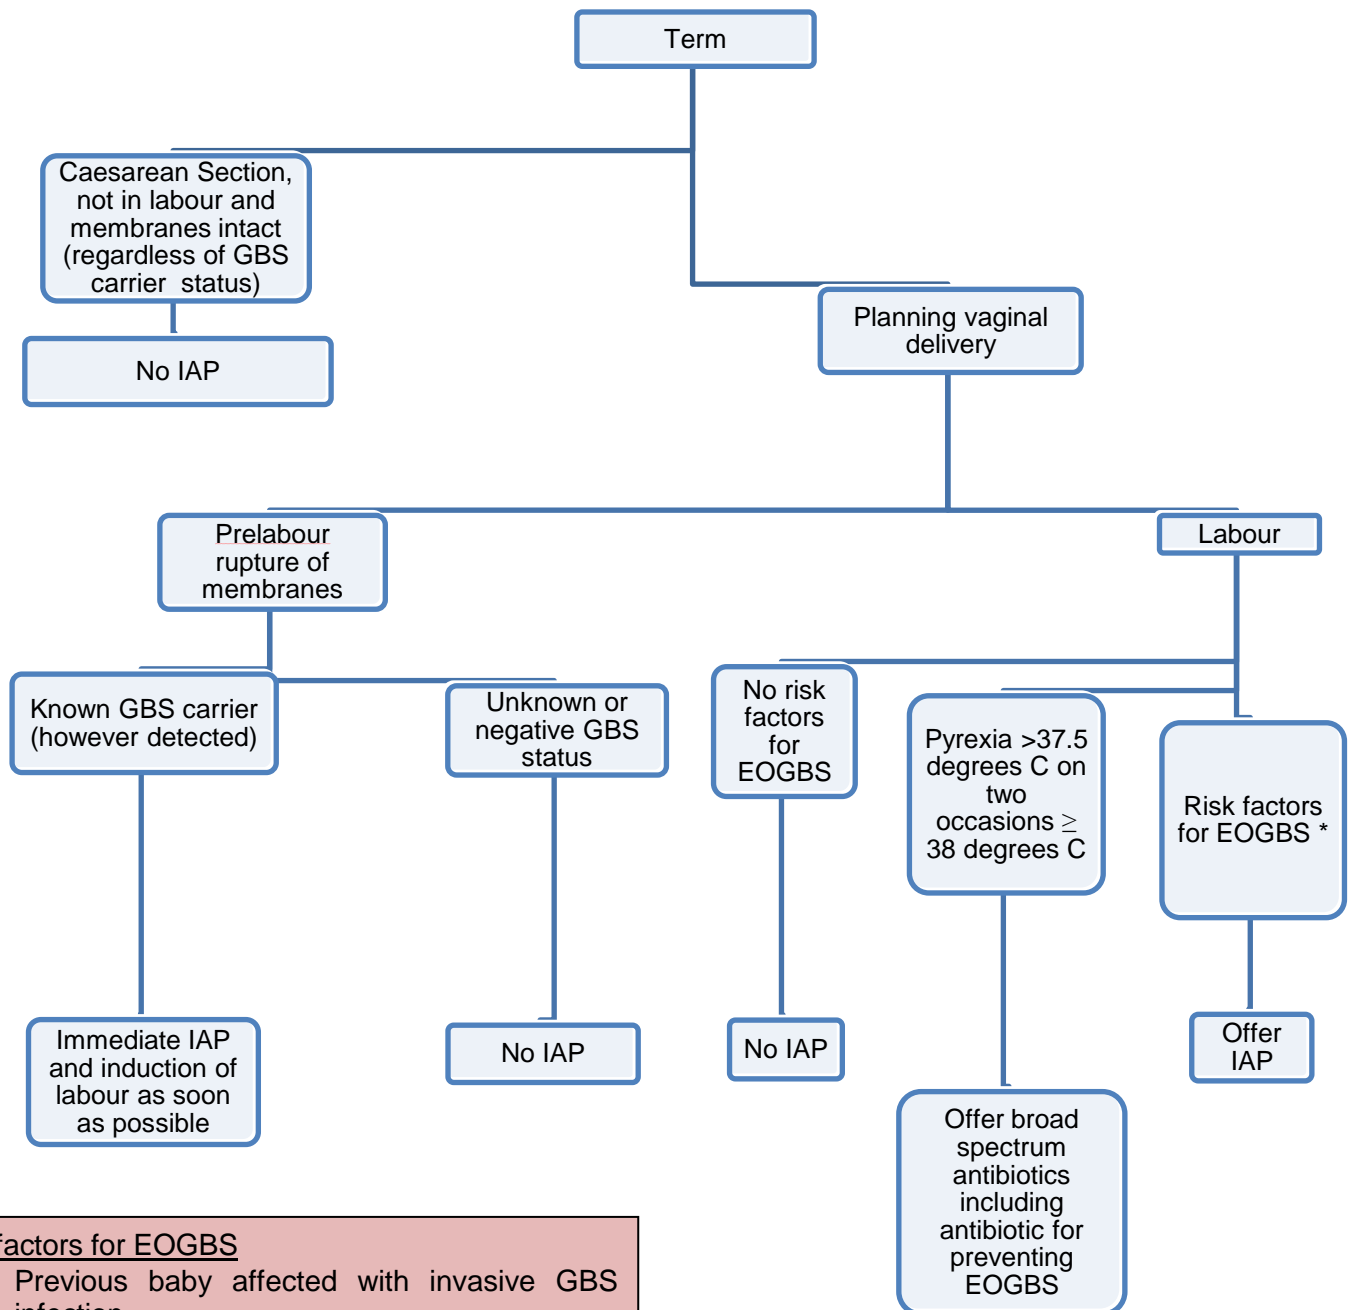 Term
Caesarean Section,
not in labour and
membranes intact
(regardless of GBS
carrier status)
No IAP
Planning vaginal
delivery
Prelabour
rupture of
membranes
Labour
Known GBS carrier
(however detected)
Unknown or
negative GBS
status
No risk
factors
for
EOGBS
Pyrexia >37.5
degrees C on
two
occasions ≥
38 degrees C
Risk factors
for EOGBS *
Immediate IAP
and induction of
labour as soon
as possible
No IAP
No IAP
Offer
IAP
Offer broad
spectrum
antibiotics
including
antibiotic for
preventing
EOGBS
factors for EOGBS
Previous baby affected with invasive GBS